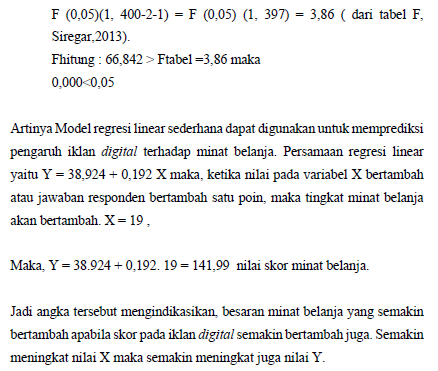 F (0,05)(1, 400-2-1) = F (0,05) (1, 397) = 3,86 ( dari tabel F,
Siregar,2013).
Fhitung : 66,842 > Ftabel =3,86 maka
0,000<0,05
Artinya Model regresi linear sederhana dapat digunakan untuk memprediksi
pengaruh iklan digital terhadap minat belanja. Persamaan regresi linear
yaitu Y = 38,924 + 0,192 X maka, ketika nilai pada variabel X bertambah
atau jawaban responden bertambah satu poin, maka tingkat minat belanja
akan bertambah. X = 19 ,
Maka, Y = 38.924 + 0,192. 19 = 141,99 nilai skor minat belanja.
Jadi angka tersebut mengindikasikan, besaran minat belanja yang semakin
bertambah apabila skor pada iklan digital semakin bertambah juga. Semakin
meningkat nilai X maka semakin meningkat juga nilai Y.